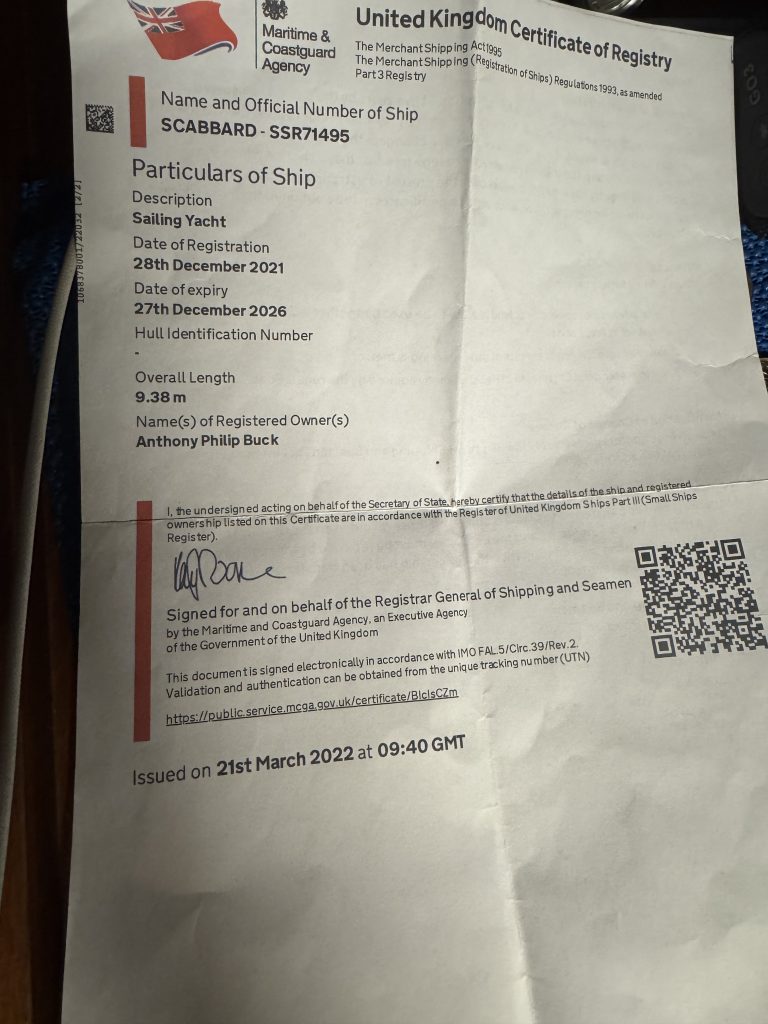 Maritime &
Coastguard
Agency
United Kingdom Certificate of Registry
The Merchant Shipping Act 1995
The Merchant Shipping (Registration of Ships) Regulations 1993, as amended
Part 3 Registry
Name and Official Number of Ship
SCABBARD - SSR71495
Particulars of Ship
Description
Sailing Yacht
Date of Registration
28th December 2021
Date of expiry
27th December 2026
Hull Identification Number
-
Overall Length
9.38 m
Name(s) of Registered Owner(s)
Anthony Philip Buck
I, the undersigned acting on behalf of the Secretary of State, hereby certify that the details of the ship and registered
ownership listed on this Certificate are in accordance with the Register of United Kingdom Ships Part III (Small Ships
Register).
Signed for and on behalf of the Registrar General of Shipping and Seamen
by the Maritime and Coastguard Agency, an Executive Agency
of the Government of the United Kingdom
This document is signed electronically in accordance with IMO FAL.5/Circ.39/Rev.2.
Validation and authentication can be obtained from the unique tracking number (UTN)
Issued on 21st March 2022 at 09:40 GMT